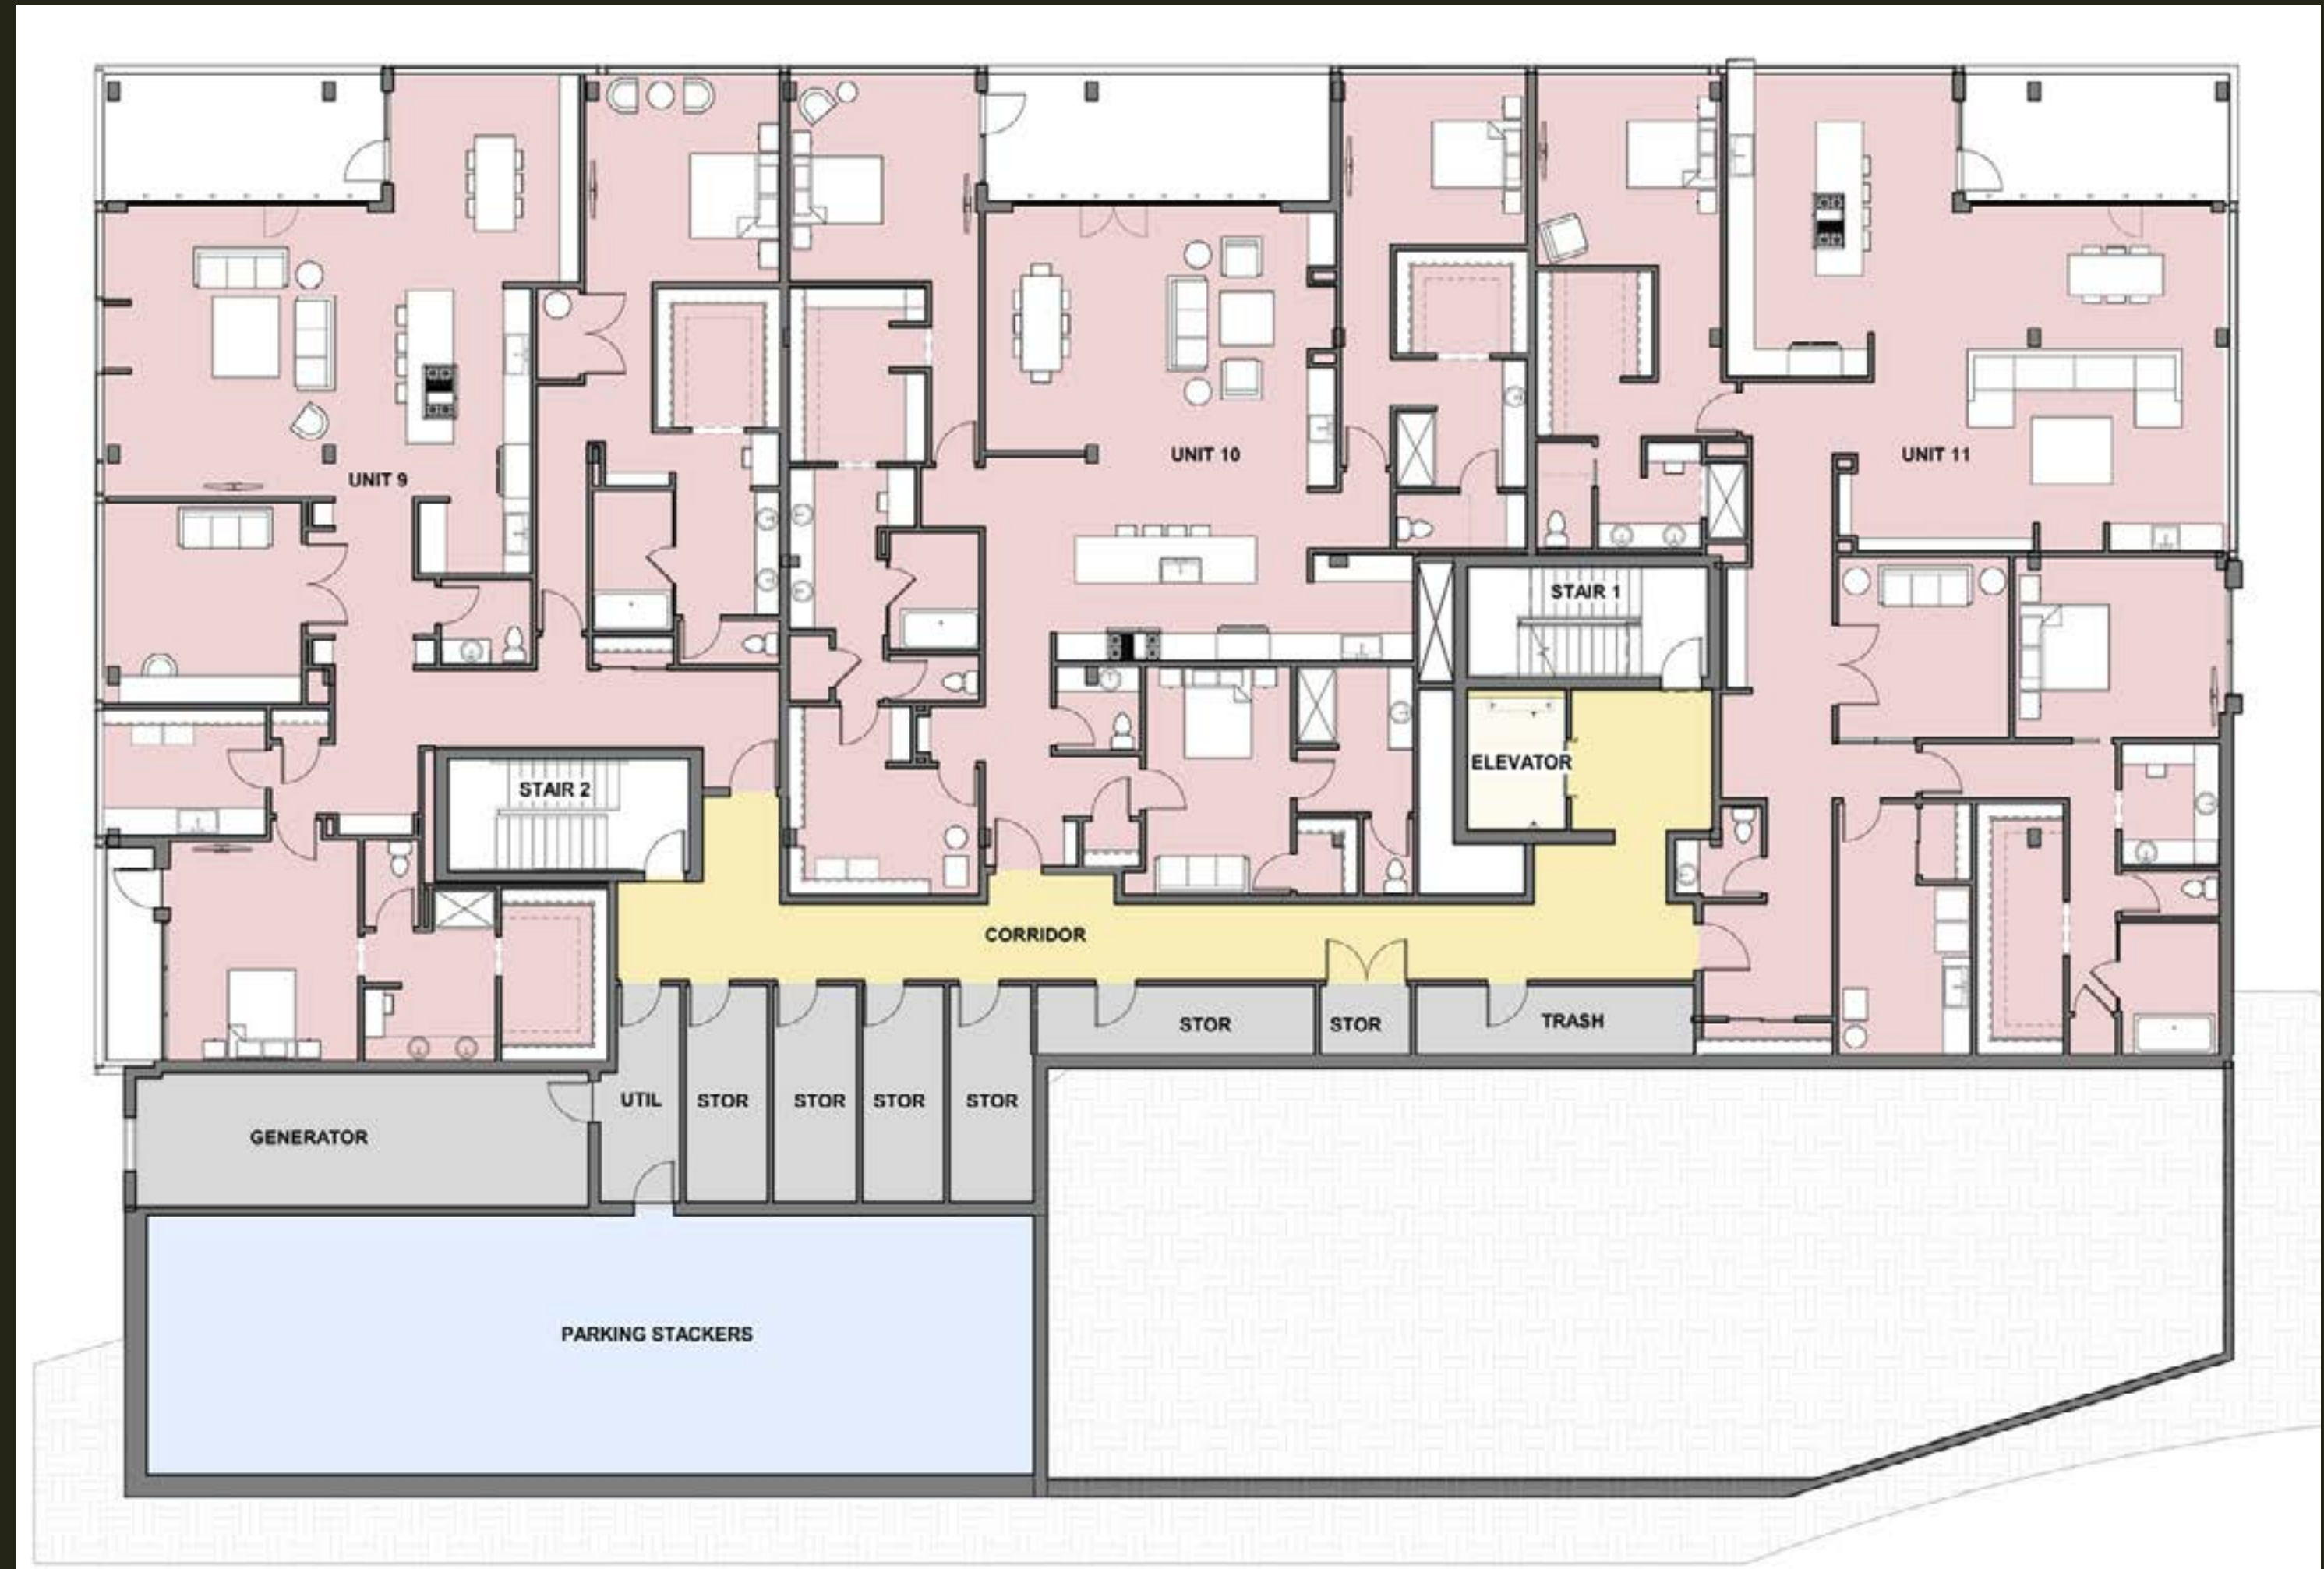 UNIT 9
UNIT 10
UNIT 11
STAIR 1
ELEVATOR
STAIR 2
CORRIDOR
STOR
STOR
TRASH
UTIL
STOR
STOR
STOR
STOR
GENERATOR
PARKING STACKERS